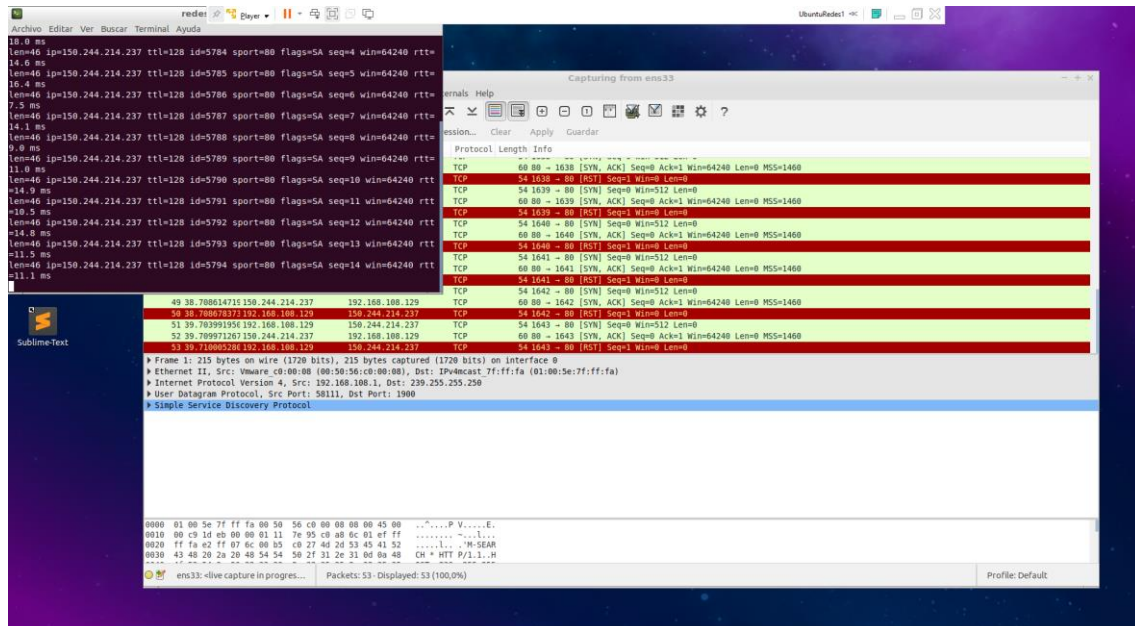 redes
Player
UbuntuRedes1
Archivo Editar Ver Buscar Terminal Ayuda
18.0 ms
len=46 ip=150.244.214.237 ttl=128 id=5784 sport=80 flags=SA seq=4 win=64240 rtt=
14.6 ms
len=46 ip=150.244.214.237 ttl=128 id=5785 sport=80 flags=SA seq=5 win=64240 rtt=
16.4 ms
len=46 ip=150.244.214.237 ttl=128 id=5786 sport=80 flags=SA seq=6 win=64240 rtt=
7.5 ms
len=46 ip=150.244.214.237 ttl=128 id=5787 sport=80 flags=SA seq=7 win=64240 rtt=
14.1 ms
len=46 ip=150.244.214.237 ttl=128 id=5788 sport=80 flags=SA seq=8 win=64240 rtt=
9.0 ms
len=46 ip=150.244.214.237 ttl=128 id=5789 sport=80 flags=SA seq=9 win=64240 rtt=
11.0 ms
len=46 ip=150.244.214.237 ttl=128 id=5790 sport=80 flags=SA seq=10 win=64240 rtt
=14.9 ms
len=46 ip=150.244.214.237 ttl=128 id=5791 sport=80 flags=SA seq=11 win=64240 rtt
=10.5 ms
len=46 ip=150.244.214.237 ttl=128 id=5792 sport=80 flags=SA seq=12 win=64240 rtt
=14.8 ms
len=46 ip=150.244.214.237 ttl=128 id=5793 sport=80 flags=SA seq=13 win=64240 rtt
=11.5 ms
len=46 ip=150.244.214.237 ttl=128 id=5794 sport=80 flags=SA seq=14 win=64240 rtt
=11.1 ms
Sublime-Text
Capturing from ens33
ernals Help
ession... Clear Apply Guardar
Protocol Length Info
TCP 60 80 → 1638 [SYN, ACK] Seq=0 Ack=1 Win=64240 Len=0 MSS=1460
TCP 54 1638 → 80 [RST] Seq=1 Win=0 Len=0
TCP 54 1639 → 80 [SYN] Seq=0 Win=512 Len=0
TCP 60 80 → 1639 [SYN, ACK] Seq=0 Ack=1 Win=64240 Len=0 MSS=1460
TCP 54 1639 → 80 [RST] Seq=1 Win=0 Len=0
TCP 54 1640 → 80 [SYN] Seq=0 Win=512 Len=0
TCP 60 80 → 1640 [SYN, ACK] Seq=0 Ack=1 Win=64240 Len=0 MSS=1460
TCP 54 1640 → 80 [RST] Seq=1 Win=0 Len=0
TCP 54 1641 → 80 [SYN] Seq=0 Win=512 Len=0
TCP 60 80 → 1641 [SYN, ACK] Seq=0 Ack=1 Win=64240 Len=0 MSS=1460
TCP 54 1641 → 80 [RST] Seq=1 Win=0 Len=0
TCP 54 1642 → 80 [SYN] Seq=0 Win=512 Len=0
49 38.708614719 150.244.214.237 192.168.108.129 TCP 60 80 → 1642 [SYN, ACK] Seq=0 Ack=1 Win=64240 Len=0 MSS=1460
50 38.708678373 192.168.108.129 150.244.214.237 TCP 54 1642 → 80 [RST] Seq=1 Win=0 Len=0
51 39.70399195( 192.168.108.129 150.244.214.237 TCP 54 1643 → 80 [SYN] Seq=0 Win=512 Len=0
52 39.709971267 150.244.214.237 192.168.108.129 TCP 60 80 → 1643 [SYN, ACK] Seq=0 Ack=1 Win=64240 Len=0 MSS=1460
53 39.71000528( 192.168.108.129 150.244.214.237 TCP 54 1643 → 80 [RST] Seq=1 Win=0 Len=0
Frame 1: 215 bytes on wire (1720 bits), 215 bytes captured (1720 bits) on interface 0
Ethernet II, Src: Vmware_c0:00:08 (00:50:56:c0:00:08), Dst: IPv4mcast_7f:ff:fa (01:00:5e:7f:ff:fa)
Internet Protocol Version 4, Src: 192.168.108.1, Dst: 239.255.255.250
User Datagram Protocol, Src Port: 58111, Dst Port: 1900
Simple Service Discovery Protocol
0000 01 00 5e 7f ff fa 00 50 56 c0 00 08 08 00 45 00 ..^....P V.....E.
0010 00 c9 1d eb 00 00 01 11 7e 95 c0 a8 6c 01 ef ff ........ ~...l...
0020 ff fa e2 ff 07 6c 00 b5 c0 27 4d 2d 53 45 41 52 .....l.. .'M-SEAR
0030 43 48 20 2a 20 48 54 54 50 2f 31 2e 31 0d 0a 48 CH * HTT P/1.1..H
ens33: <live capture in progres... Packets: 53 · Displayed: 53 (100,0%) Profile: Default